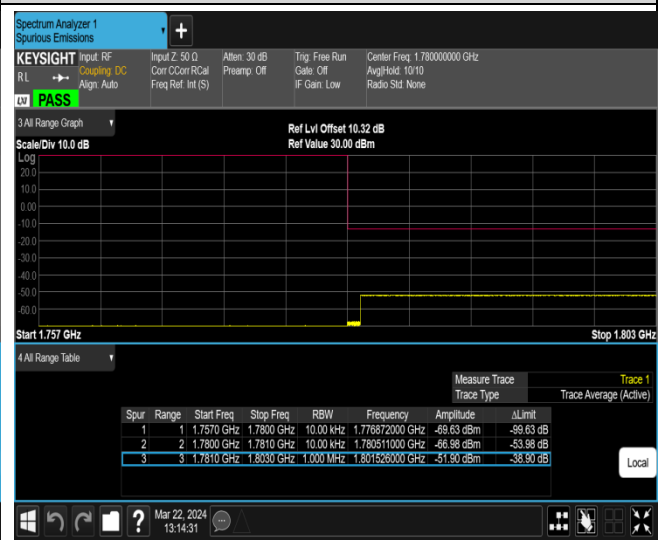 Spectrum Analyzer 1
Spurious Emissions
KEYSIGHT Input: RF Input Z: 50 Ω Atten: 30 dB Trig: Free Run Center Freq: 1.780000000 GHz
RL Coupling: DC Corr CCorr RCal Preamp: Off Gate: Off Avg|Hold: 10/10
Align: Auto Freq Ref: Int (S) IF Gain: Low Radio Std: None
LXI PASS
3 All Range Graph
Ref Lvl Offset 10.32 dB
Scale/Div 10.0 dB Ref Value 30.00 dBm
Log
20.0
10.0
0.00
-10.0
-20.0
-30.0
-40.0
-50.0
-60.0
Start 1.757 GHz Stop 1.803 GHz
4 All Range Table
Measure Trace Trace 1
Trace Type Trace Average (Active)
Spur Range Start Freq Stop Freq RBW Frequency Amplitude ΔLimit
1 1 1.7570 GHz 1.7800 GHz 10.00 kHz 1.776872000 GHz -69.63 dBm -99.63 dB
2 2 1.7800 GHz 1.7810 GHz 10.00 kHz 1.780511000 GHz -66.98 dBm -53.98 dB
3 3 1.7810 GHz 1.8030 GHz 1.000 MHz 1.801526000 GHz -51.90 dBm -38.90 dB
Local
? Mar 22, 2024
13:14:31